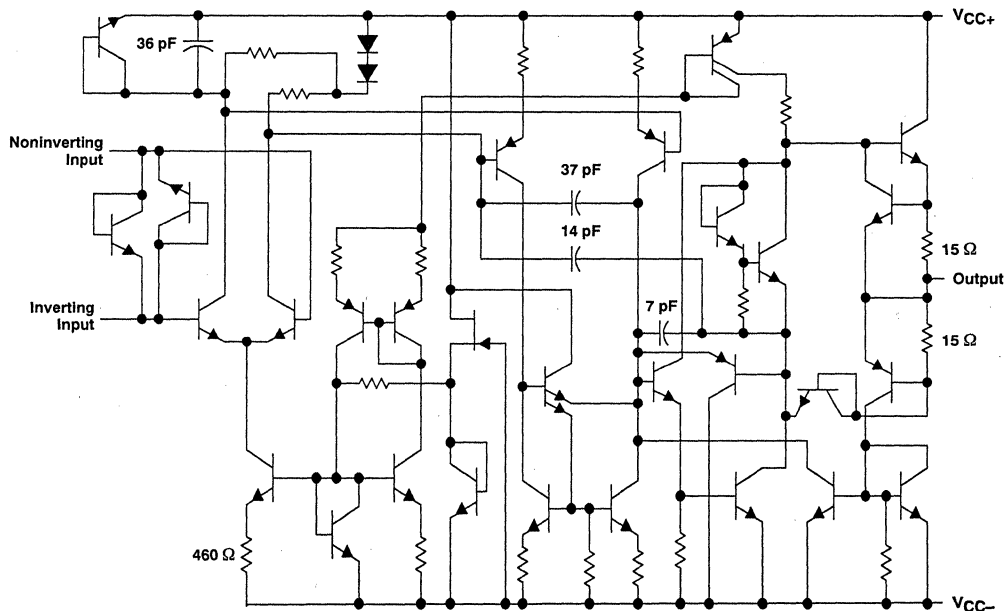 VCC+
36 pF
Noninverting
Input
37 pF
14 pF
15 Ω
Output
Inverting
Input
7 pF
15 Ω
460 Ω
VCC−